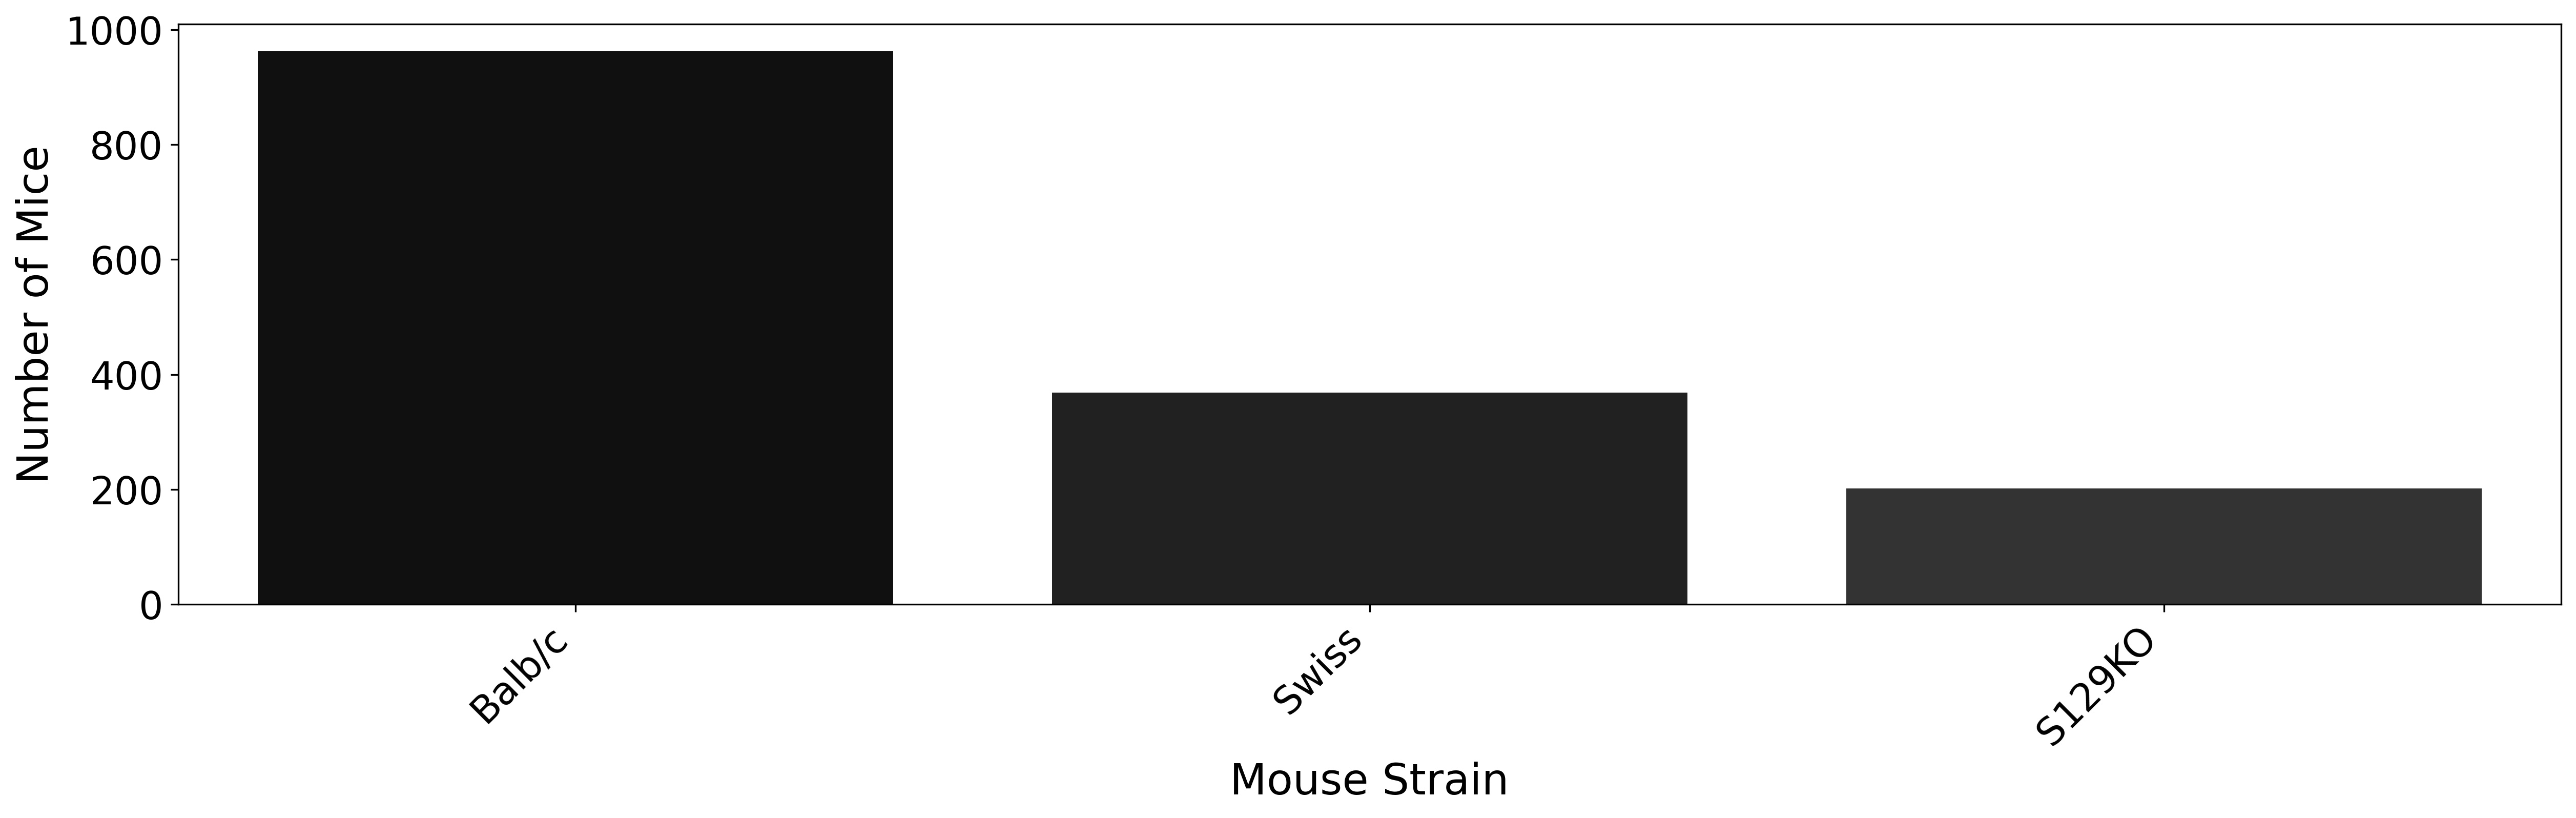 Number of Mice
1000
800
600
400
200
0
Balb/c
Swiss
S129KO
Mouse Strain